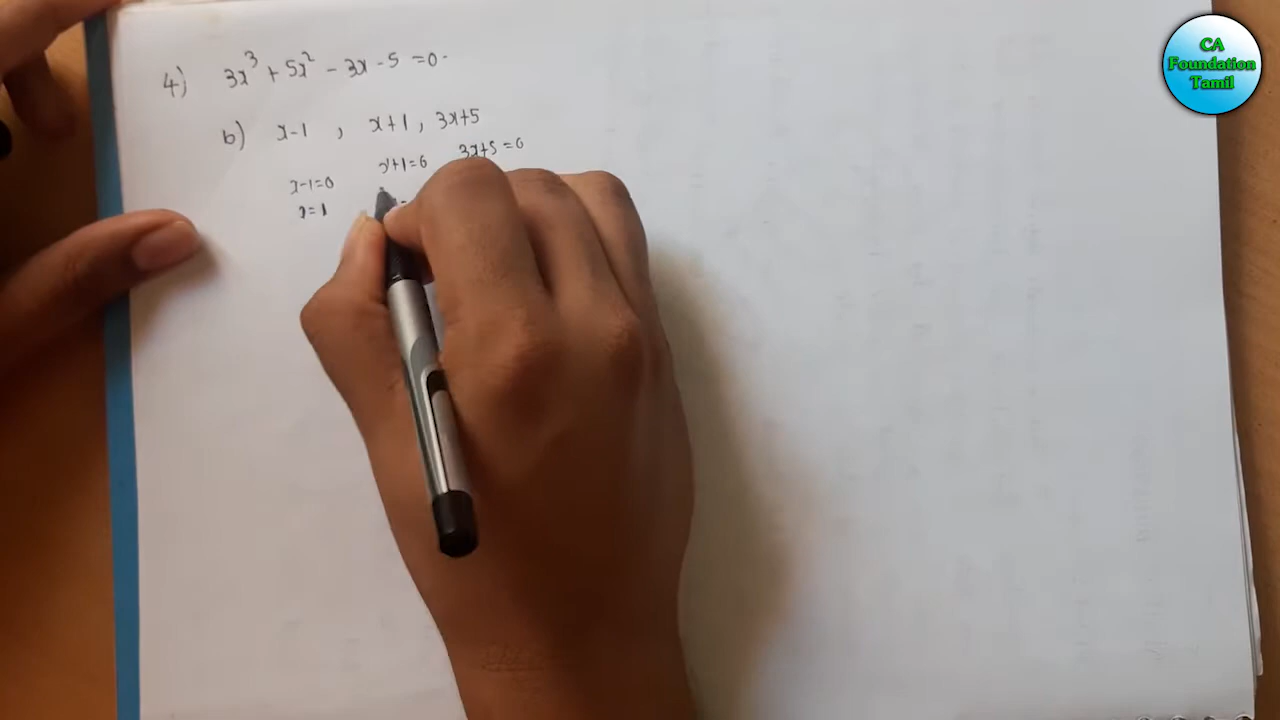 CA
Foundation
Tamil
4) 3x³ + 5x² - 3x - 5 = 0.
b) x-1 , x+1 , 3x+5
x-1=0 x+1=0 3x+5=0
x=1